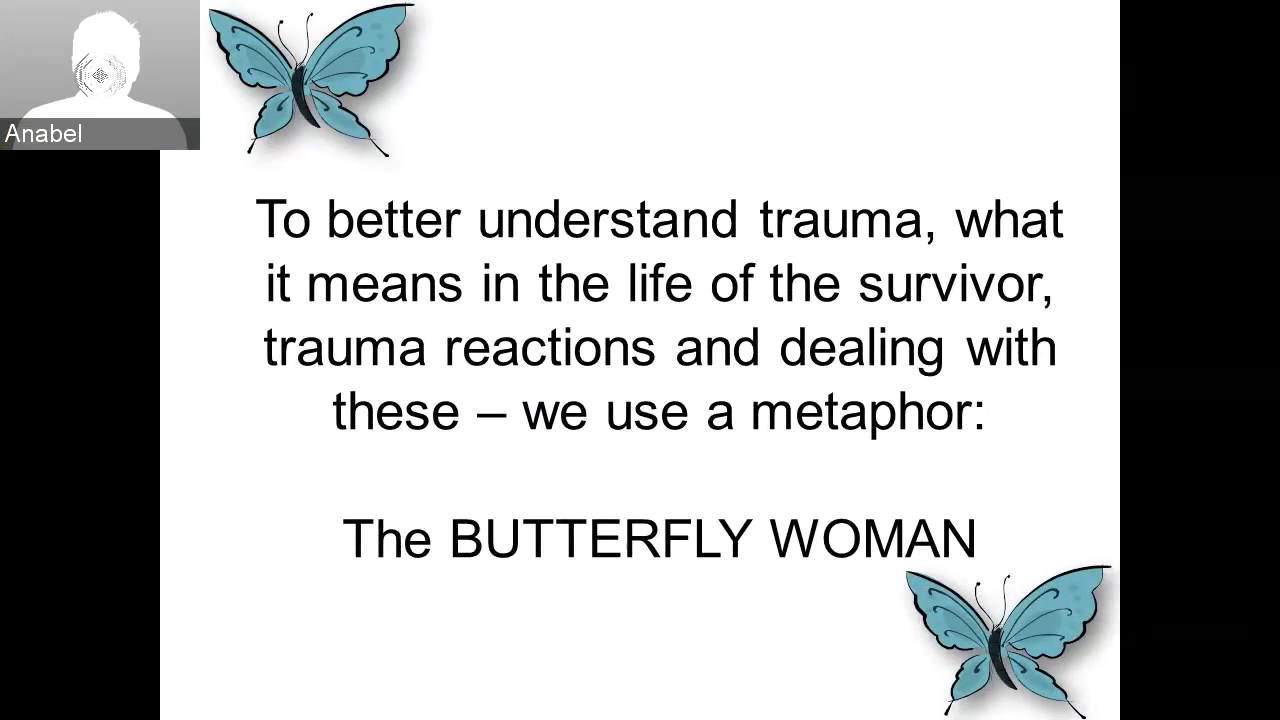 Anabel
To better understand trauma, what
it means in the life of the survivor,
trauma reactions and dealing with
these – we use a metaphor:
The BUTTERFLY WOMAN